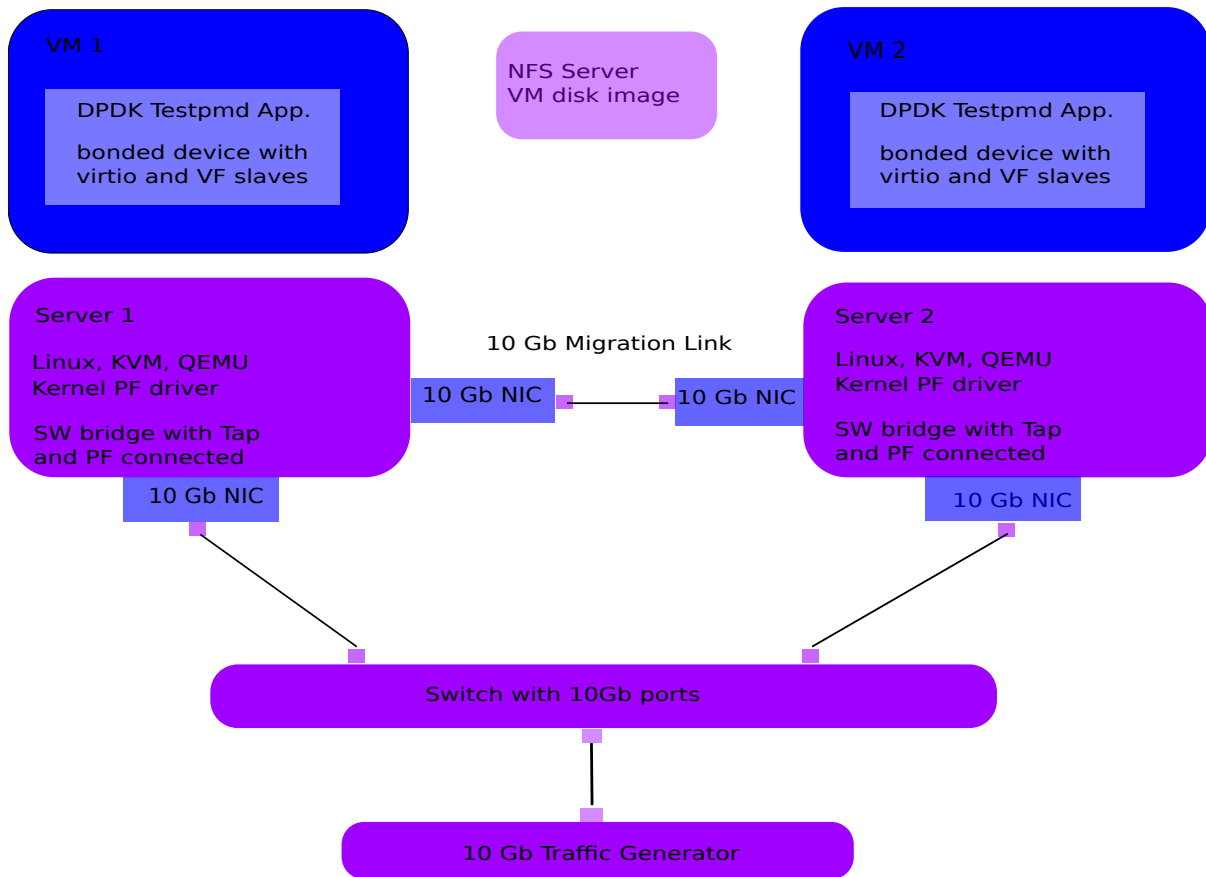 VM 1
DPDK Testpmd App.
bonded device with
virtio and VF slaves
NFS Server
VM disk image
VM 2
DPDK Testpmd App.
bonded device with
virtio and VF slaves
Server 1
Linux, KVM, QEMU
Kernel PF driver
SW bridge with Tap
and PF connected
10 Gb NIC
10 Gb Migration Link
10 Gb NIC
10 Gb NIC
Server 2
Linux, KVM, QEMU
Kernel PF driver
SW bridge with Tap
and PF connected
10 Gb NIC
Switch with 10Gb ports
10 Gb Traffic Generator